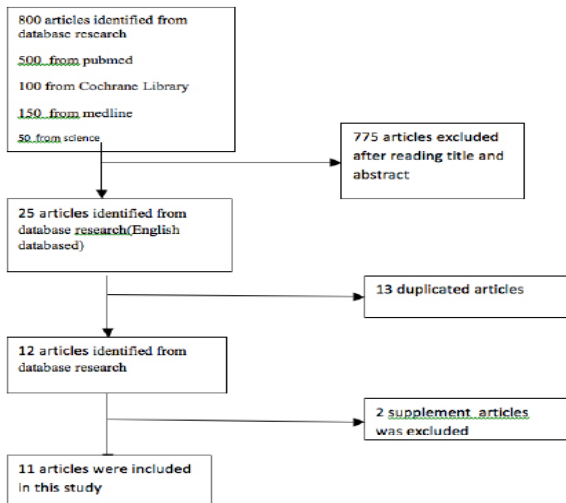 800 articles identified from
database research
500 from pubmed
100 from Cochrane Library
150 from medline
50 from science
775 articles excluded
after reading title and
abstract
25 articles identified from
database research(English
databased)
13 duplicated articles
12 articles identified from
database research
2 supplement articles
was excluded
11 articles were included
in this study